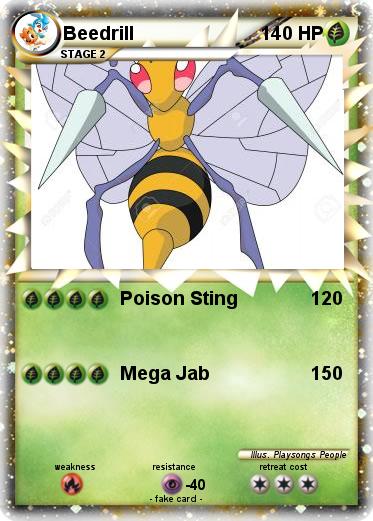 Beedrill 140 HP
STAGE 2
Poison Sting 120
Mega Jab 150
Illus. Playsongs People
weakness resistance retreat cost
-40
- fake card -